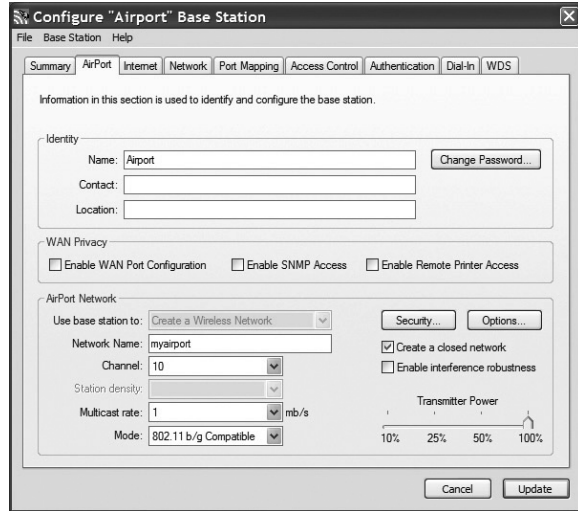 Configure "Airport" Base Station
File Base Station Help
Summary AirPort Internet Network Port Mapping Access Control Authentication Dial-In WDS
Information in this section is used to identify and configure the base station.
Identity
Name: Airport Change Password...
Contact:
Location:
WAN Privacy
Enable WAN Port Configuration Enable SNMP Access Enable Remote Printer Access
AirPort Network
Use base station to: Create a Wireless Network Security... Options...
Network Name: myairport Create a closed network
Channel: 10 Enable interference robustness
Station density:
Transmitter Power
Multicast rate: 1 mb/s
Mode: 802.11 b/g Compatible 10% 25% 50% 100%
Cancel Update